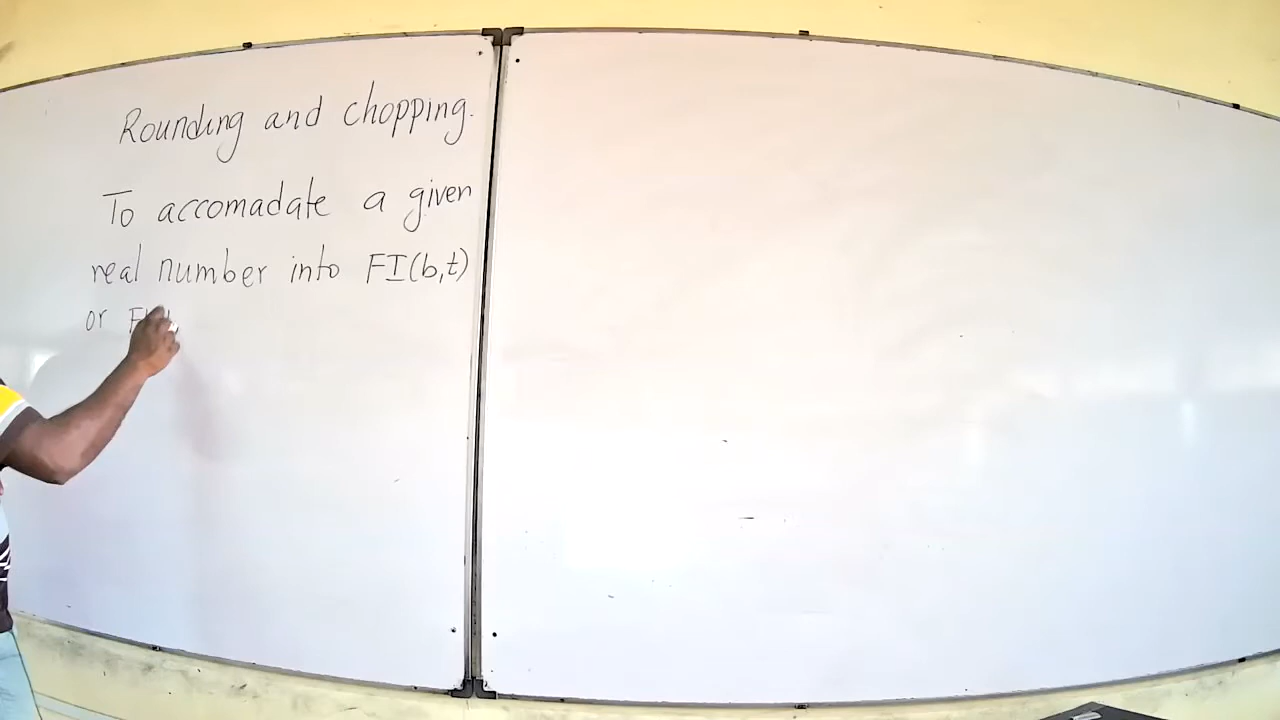 Rounding and chopping.
To accomadate a given
real number into FI(b,t)
or